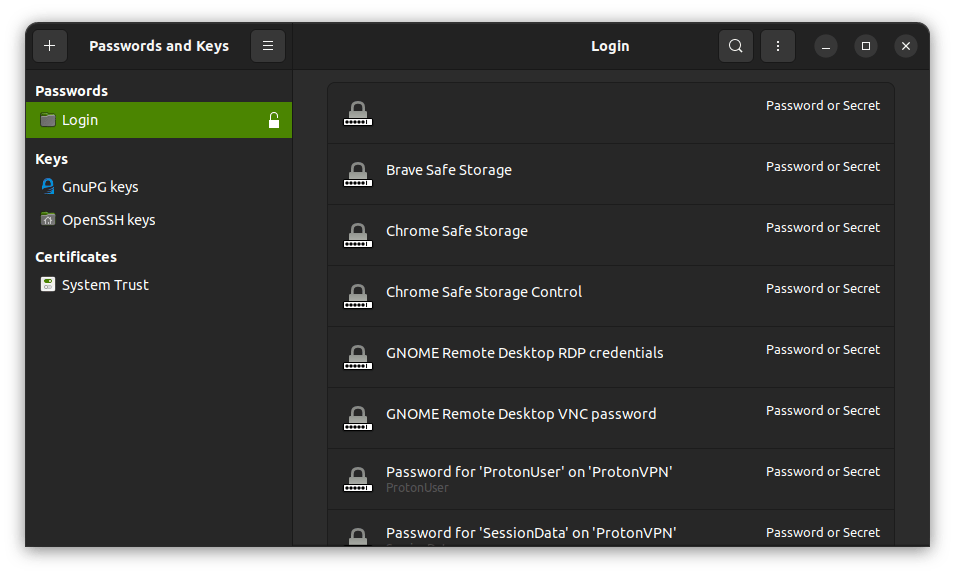 Passwords and Keys
Login
Passwords
Login
Keys
GnuPG keys
OpenSSH keys
Certificates
System Trust
Password or Secret
Brave Safe Storage
Password or Secret
Chrome Safe Storage
Password or Secret
Chrome Safe Storage Control
Password or Secret
GNOME Remote Desktop RDP credentials
Password or Secret
GNOME Remote Desktop VNC password
Password or Secret
Password for 'ProtonUser' on 'ProtonVPN'
Password or Secret
ProtonUser
Password for 'SessionData' on 'ProtonVPN'
Password or Secret